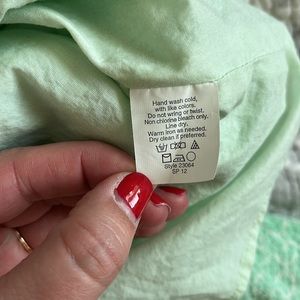 Hand wash cold,
with like colors.
Do not wring or twist.
Non chlorine bleach only.
Line dry.
Warm iron as needed.
Dry clean if preferred.
Style 23064
SP 12